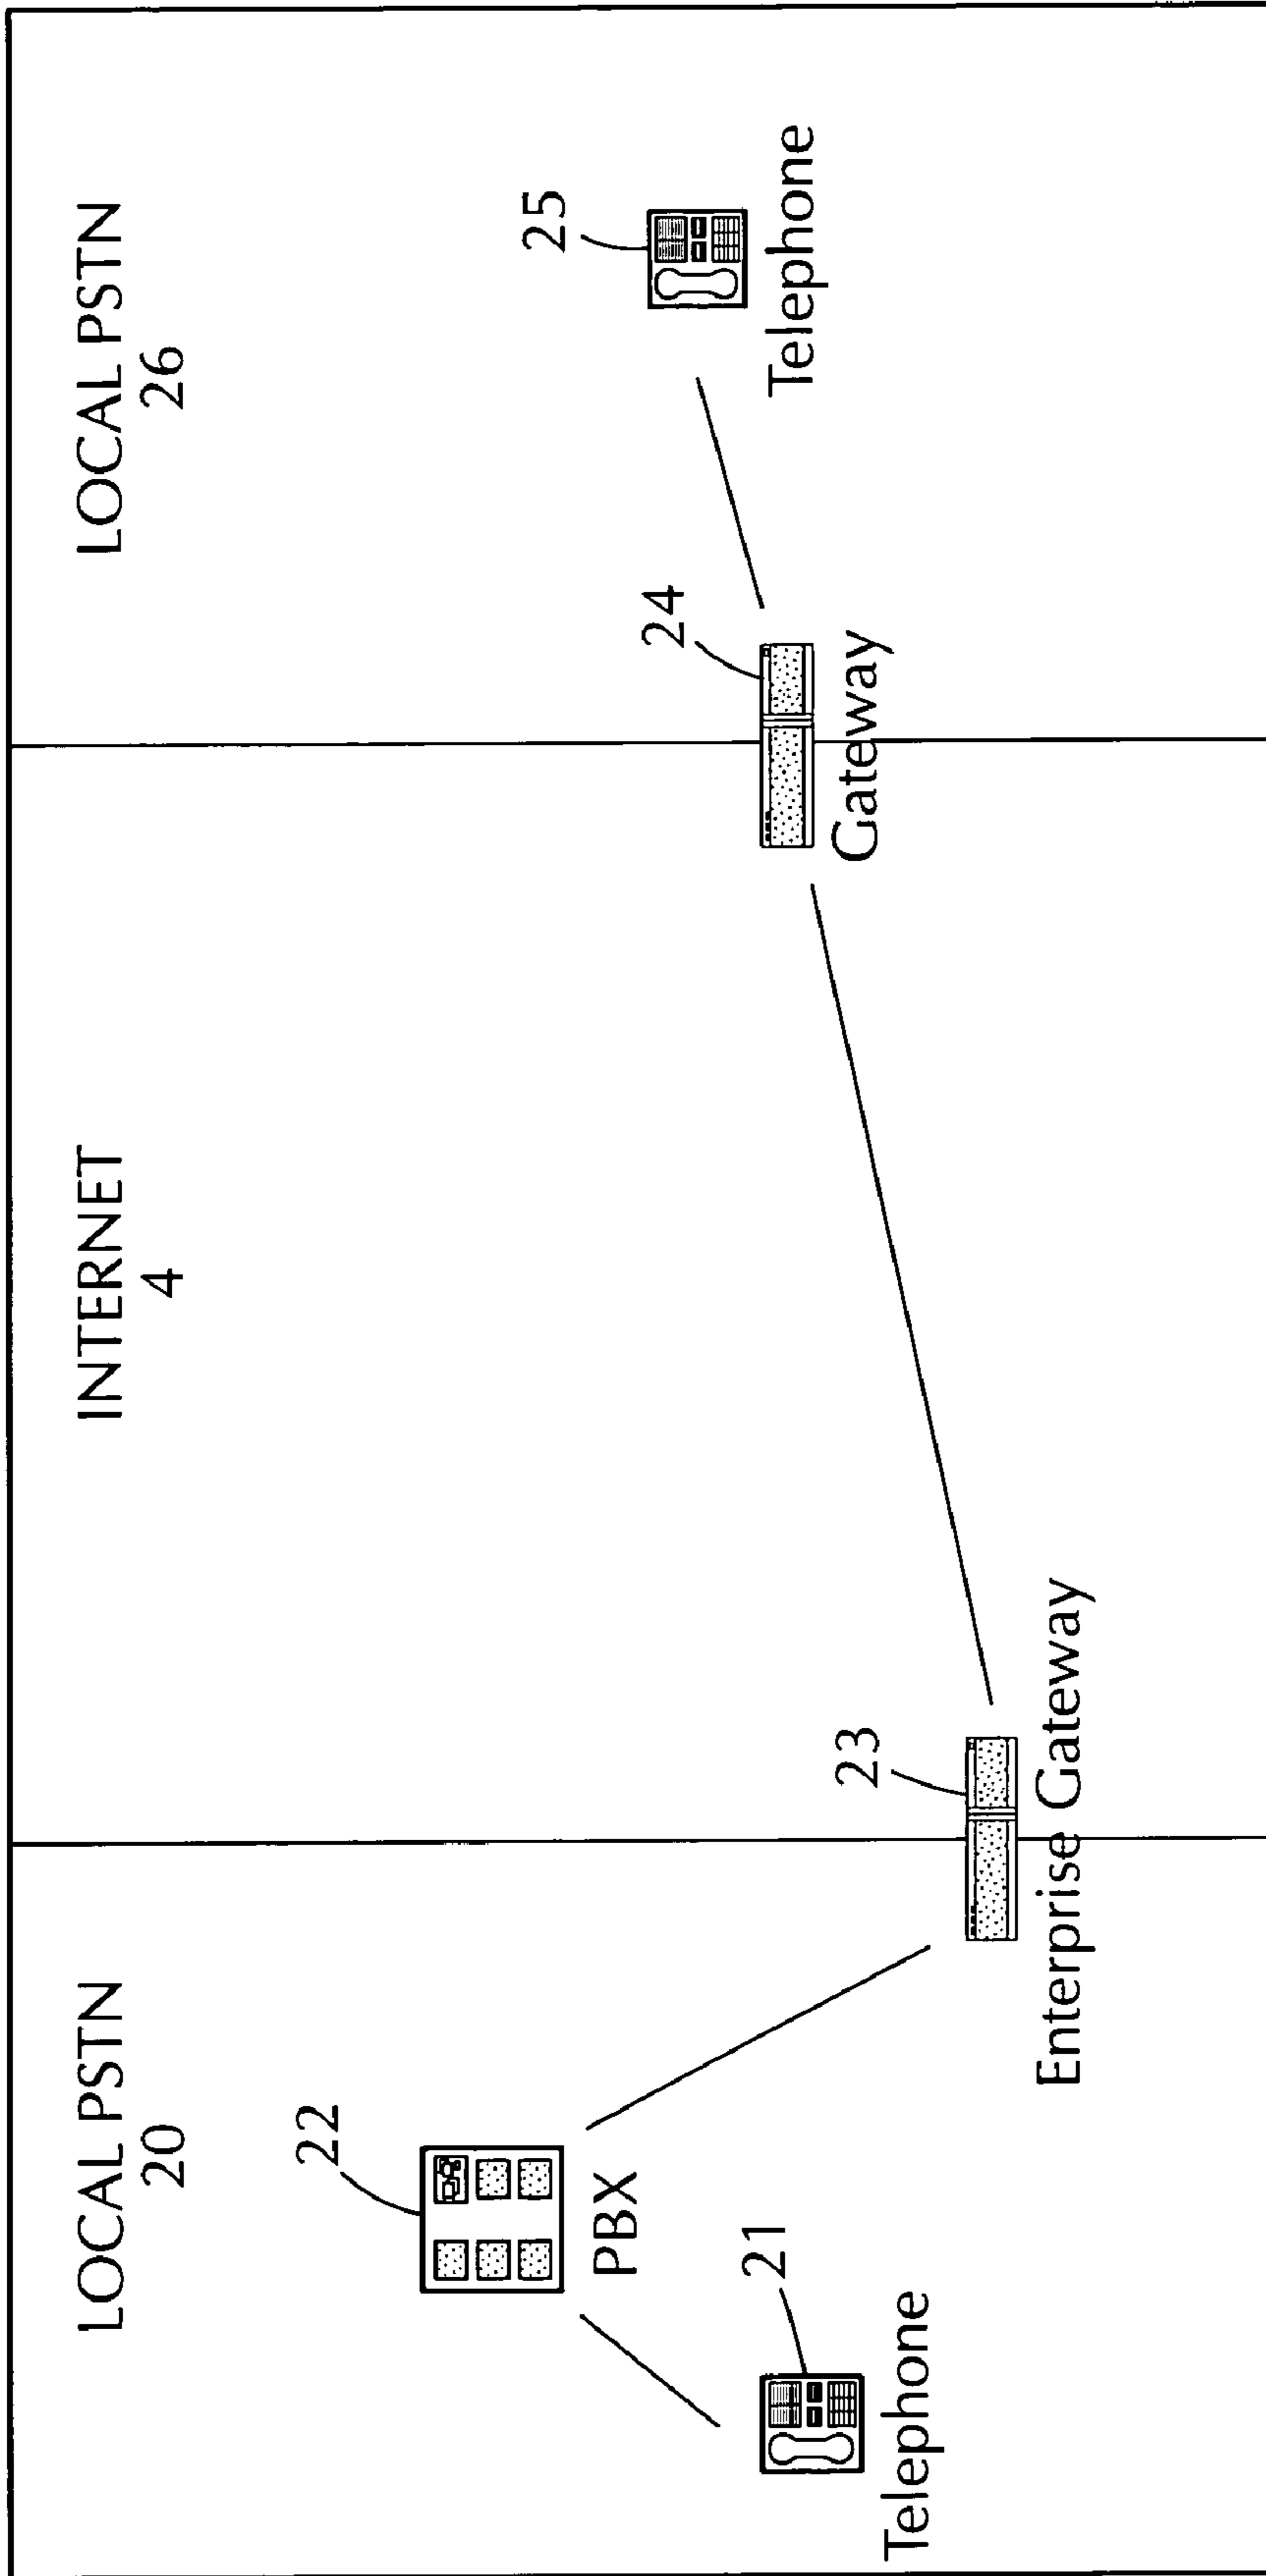 LOCAL PSTN
20
INTERNET
4
LOCAL PSTN
26
22
PBX
21
Telephone
23
Enterprise Gateway
24
Gateway
25
Telephone